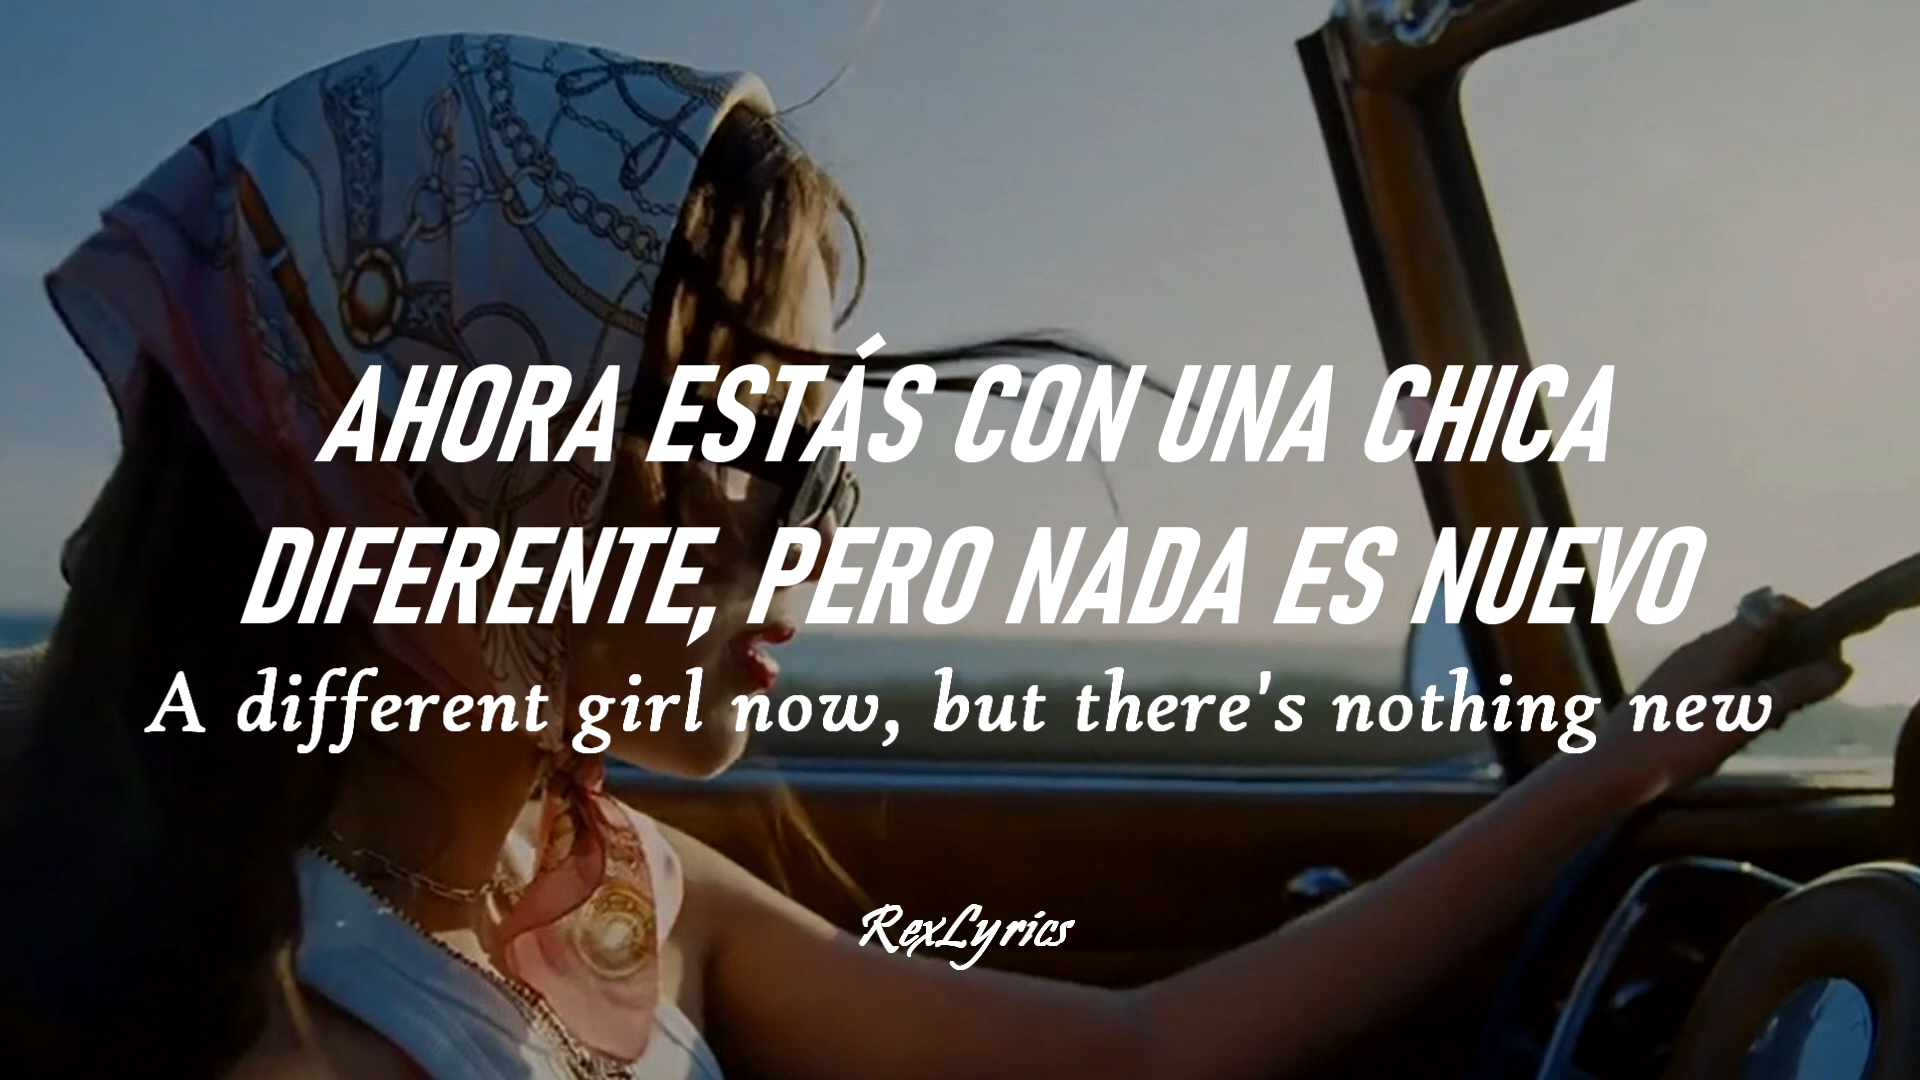 AHORA ESTÁS CON UNA CHICA
DIFERENTE, PERO NADA ES NUEVO
A different girl now, but there's nothing new
RexLyrics